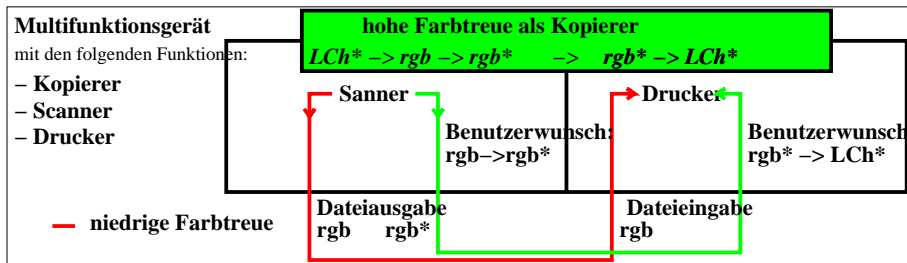 Multifunktionsgerät
mit den folgenden Funktionen:
– Kopierer
– Scanner
– Drucker
hohe Farbtreue als Kopierer
LCh* –> rgb –> rgb* –> rgb* –> LCh*
Sanner
Drucker
Benutzerwunsch:
rgb–>rgb*
Benutzerwunsch
rgb* –> LCh*
niedrige Farbtreue
Dateiausgabe
rgb rgb*
Dateieingabe
rgb